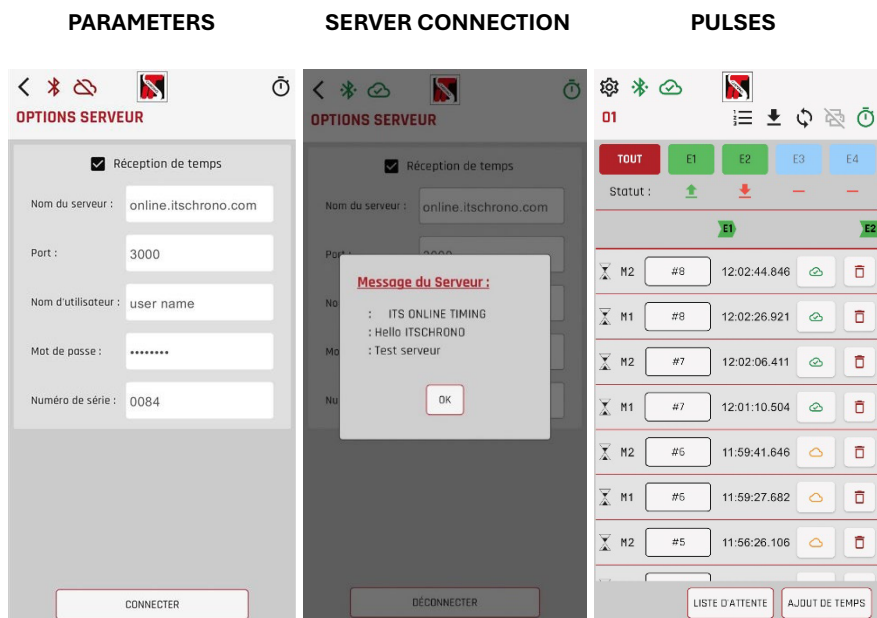 PARAMETERS
SERVER CONNECTION
PULSES
OPTIONS SERVEUR
Réception de temps
Nom du serveur : online.itschrono.com
Port : 3000
Nom d'utilisateur : user name
Mot de passe : ••••••••
Numéro de série : 0084
CONNECTER
OPTIONS SERVEUR
Réception de temps
Nom du serveur : online.itschrono.com
Port : 3000
No
Mo
Nu
Message du Serveur :
: ITS ONLINE TIMING
: Hello ITSCHRONO
: Test serveur
OK
DÉCONNECTER
01
TOUT E1 E2 E3 E4
Statut :
E1 E2
M2 #8 12:02:44.846
M1 #8 12:02:26.921
M2 #7 12:02:06.411
M1 #7 12:01:10.504
M2 #6 11:59:41.646
M1 #6 11:59:27.682
M2 #5 11:56:26.106
LISTE D'ATTENTE AJOUT DE TEMPS